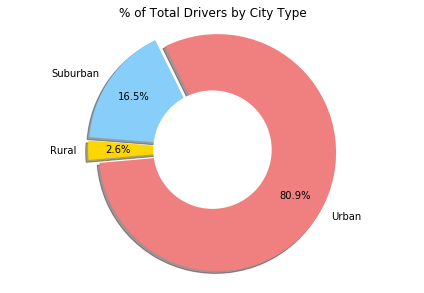 % of Total Drivers by City Type
Suburban
16.5%
Rural
2.6%
80.9%
Urban